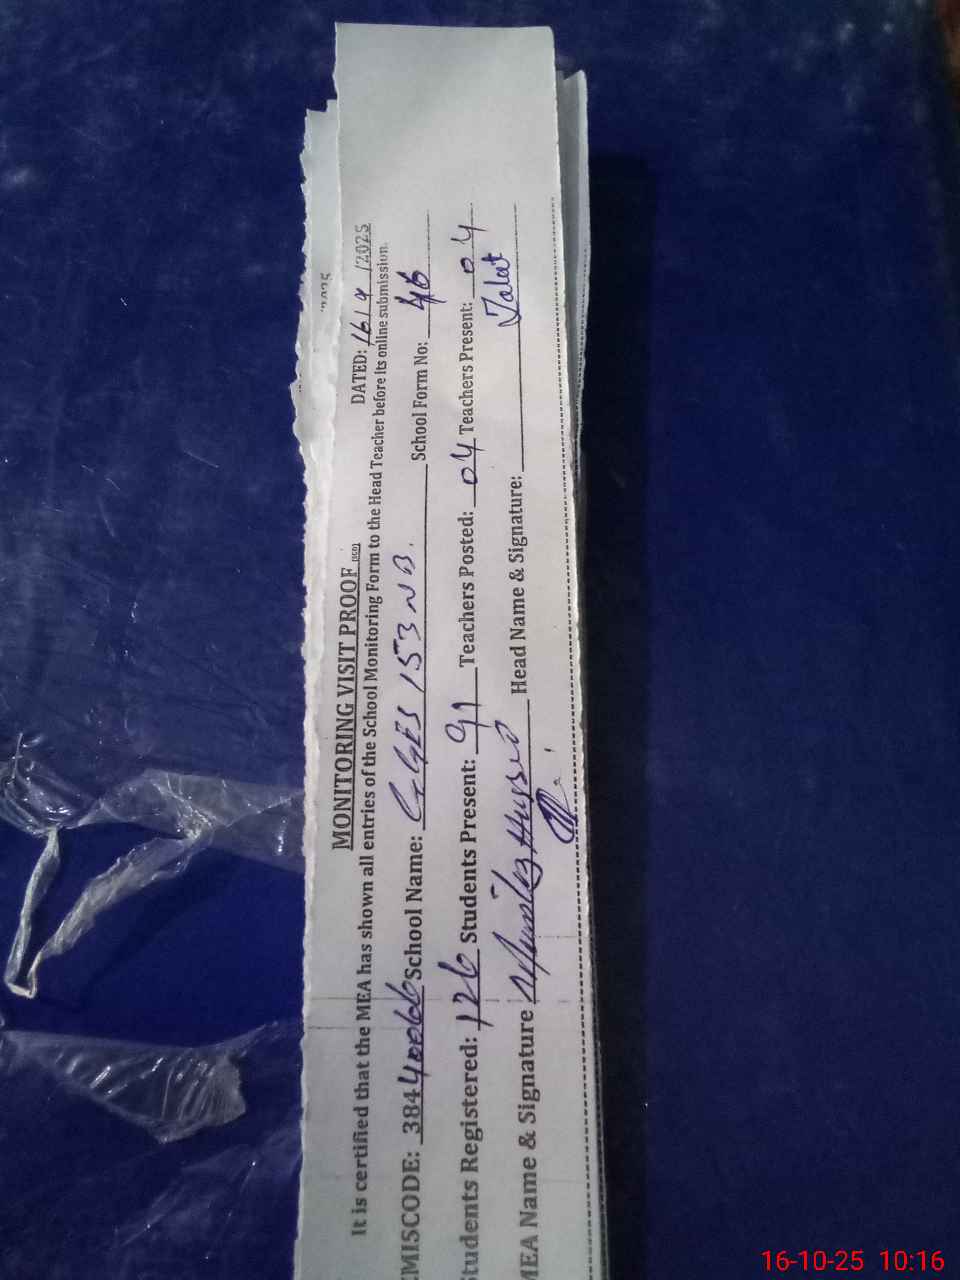 MONITORING VISIT PROOF
DATED: 16/9/2025
It is certified that the MEA has shown all entries of the School Monitoring Form to the Head Teacher before its online submission.
EMISCODE: 38440066 School Name: GGES 153 NB. School Form No: 46
Students Registered: 126 Students Present: 91 Teachers Posted: 04 Teachers Present: 04
MEA Name & Signature Head Name & Signature: Talat
16-10-25 10:16